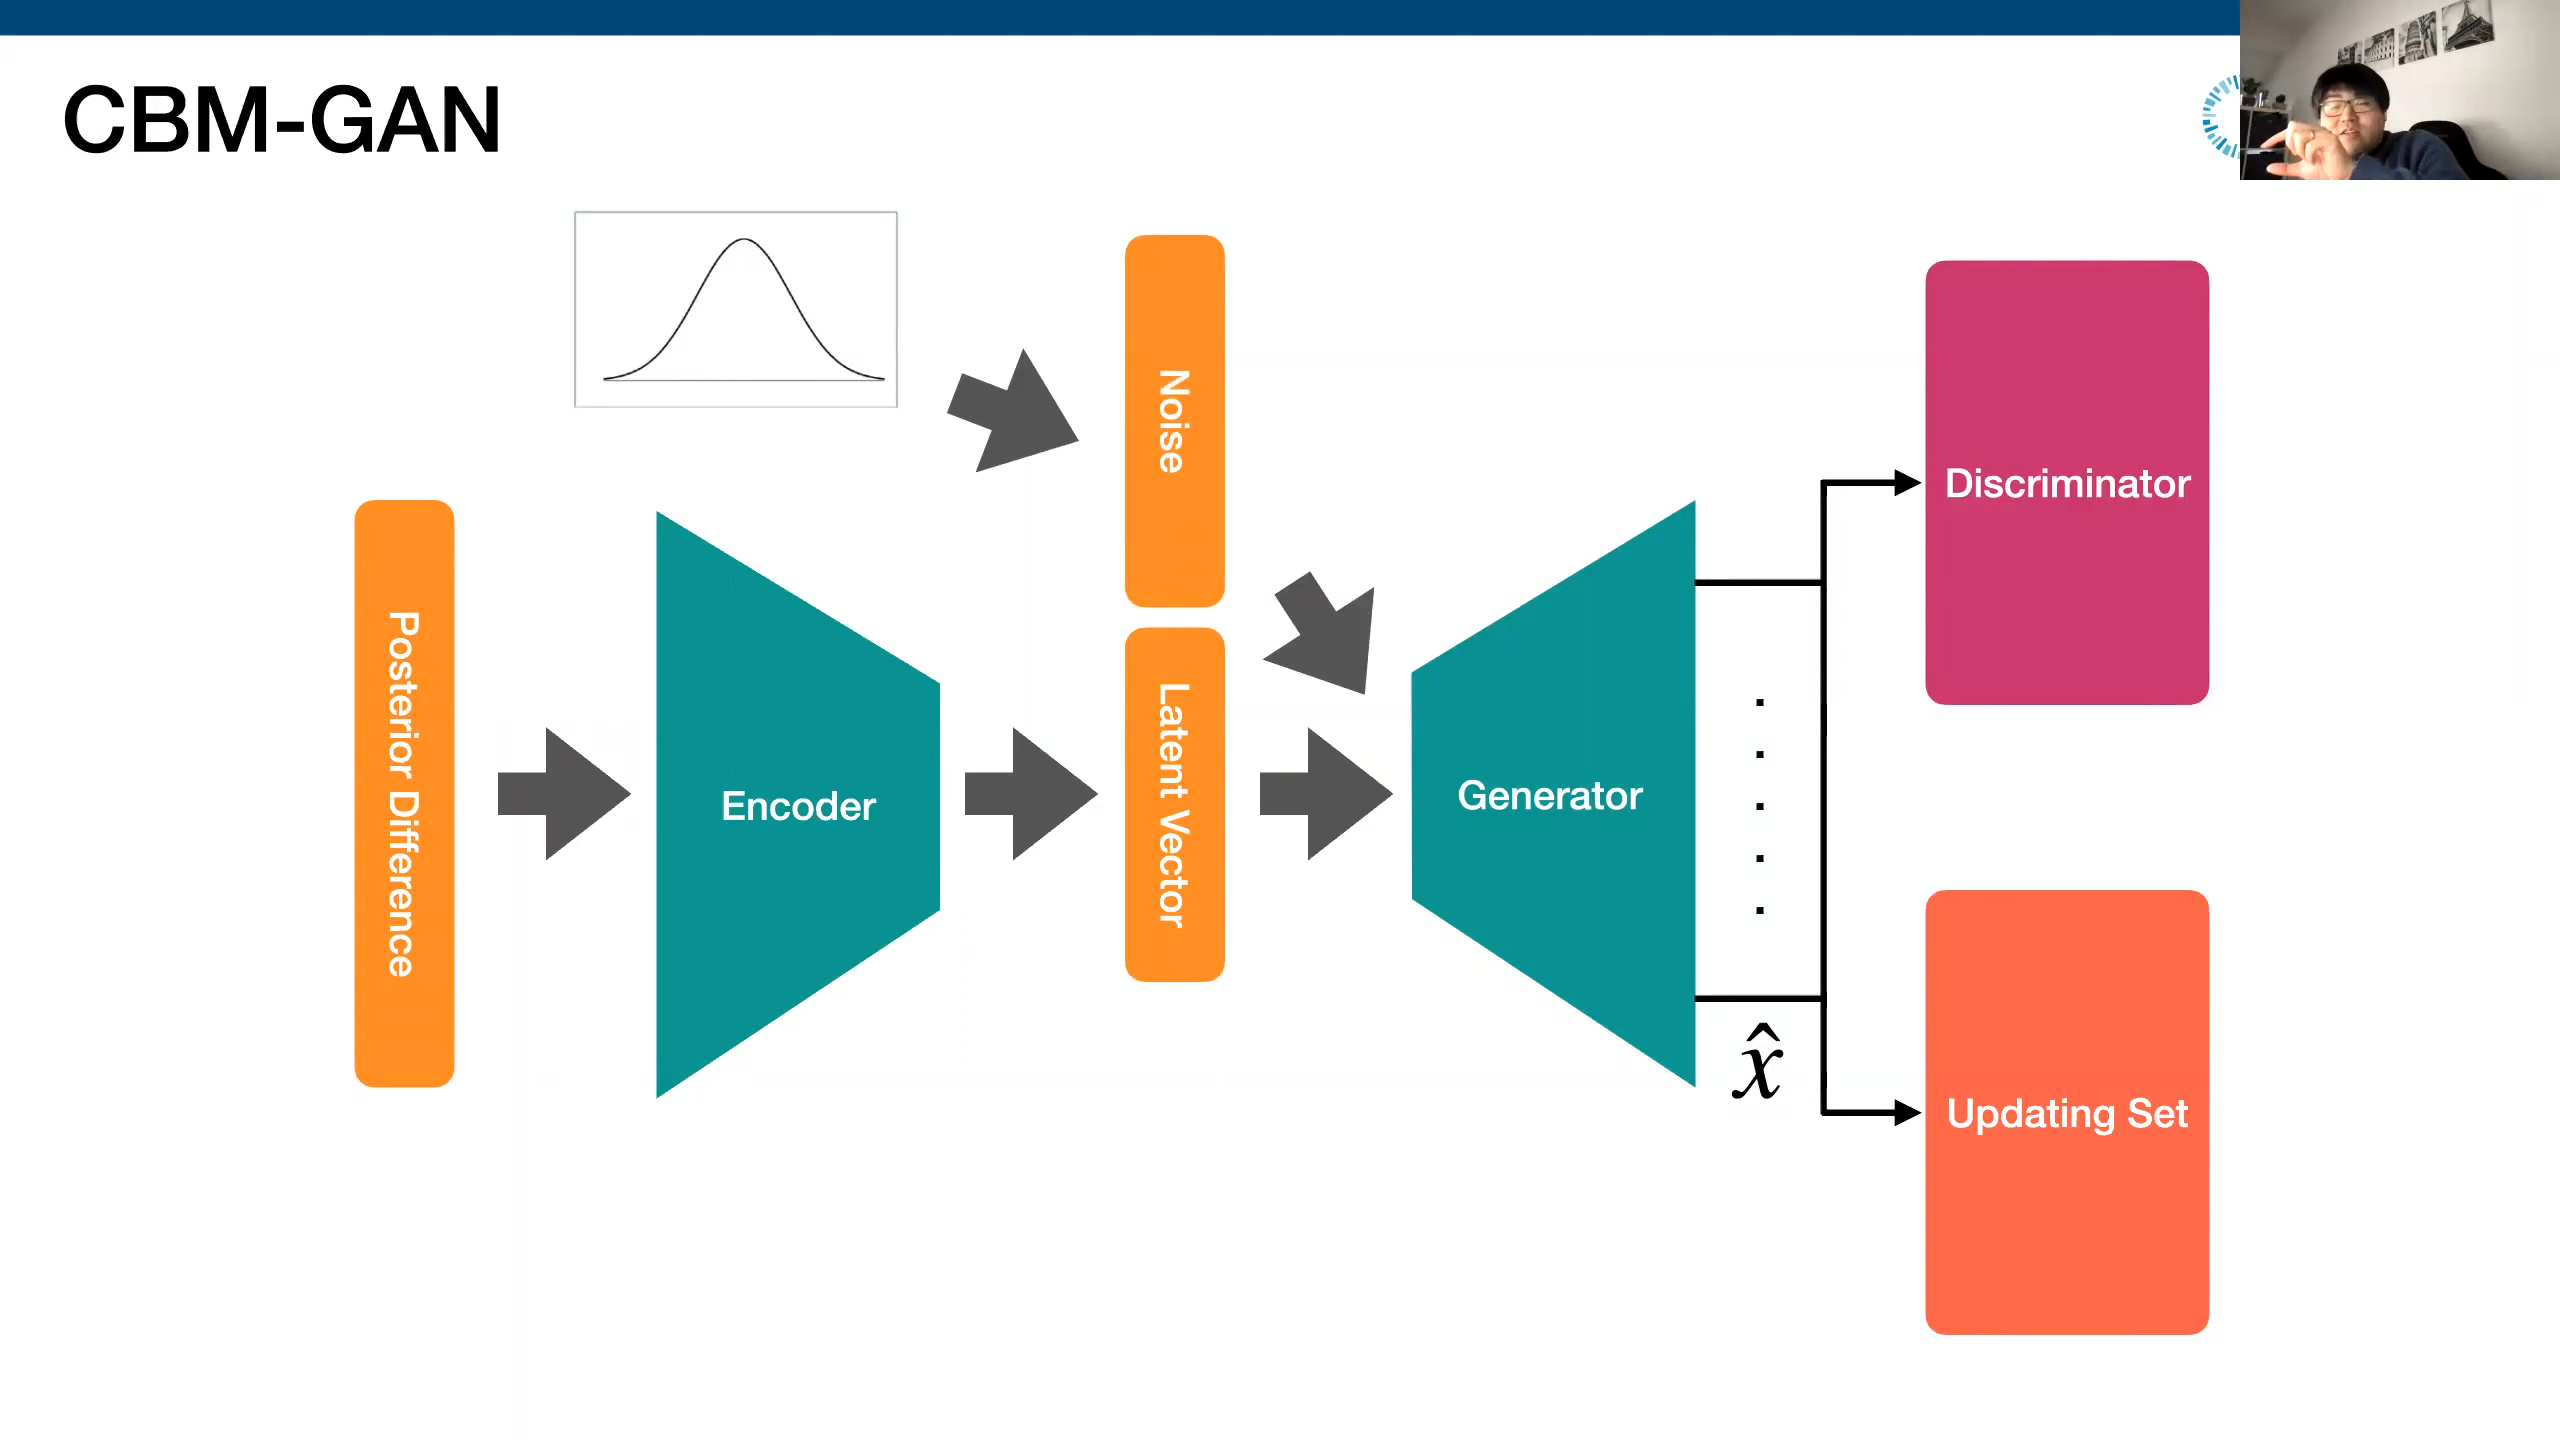 CBM-GAN
Noise
Discriminator
Posterior Difference
Encoder
Latent Vector
Generator
x̂
Updating Set